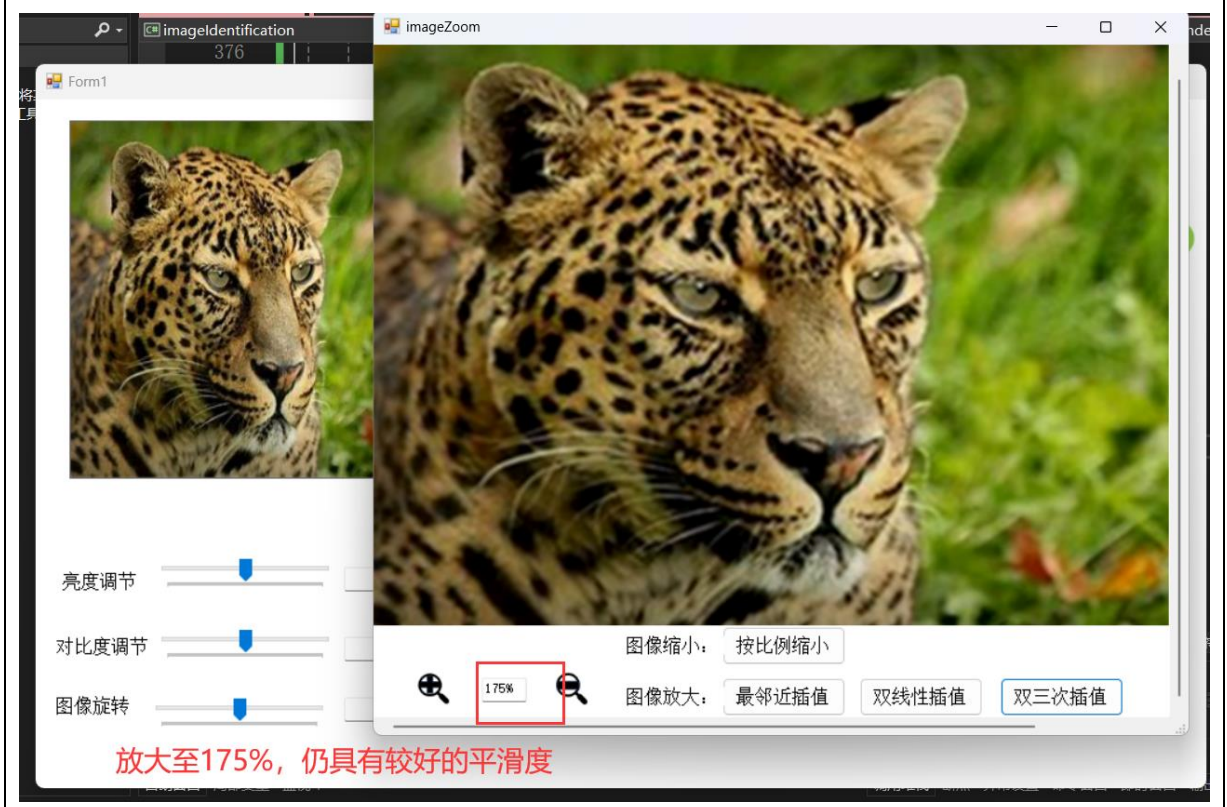 imageIdentification
376
imageZoom
Form1
亮度调节
对比度调节
图像旋转
图像缩小：
按比例缩小
175%
图像放大：
最邻近插值
双线性插值
双三次插值
放大至175%，仍具有较好的平滑度